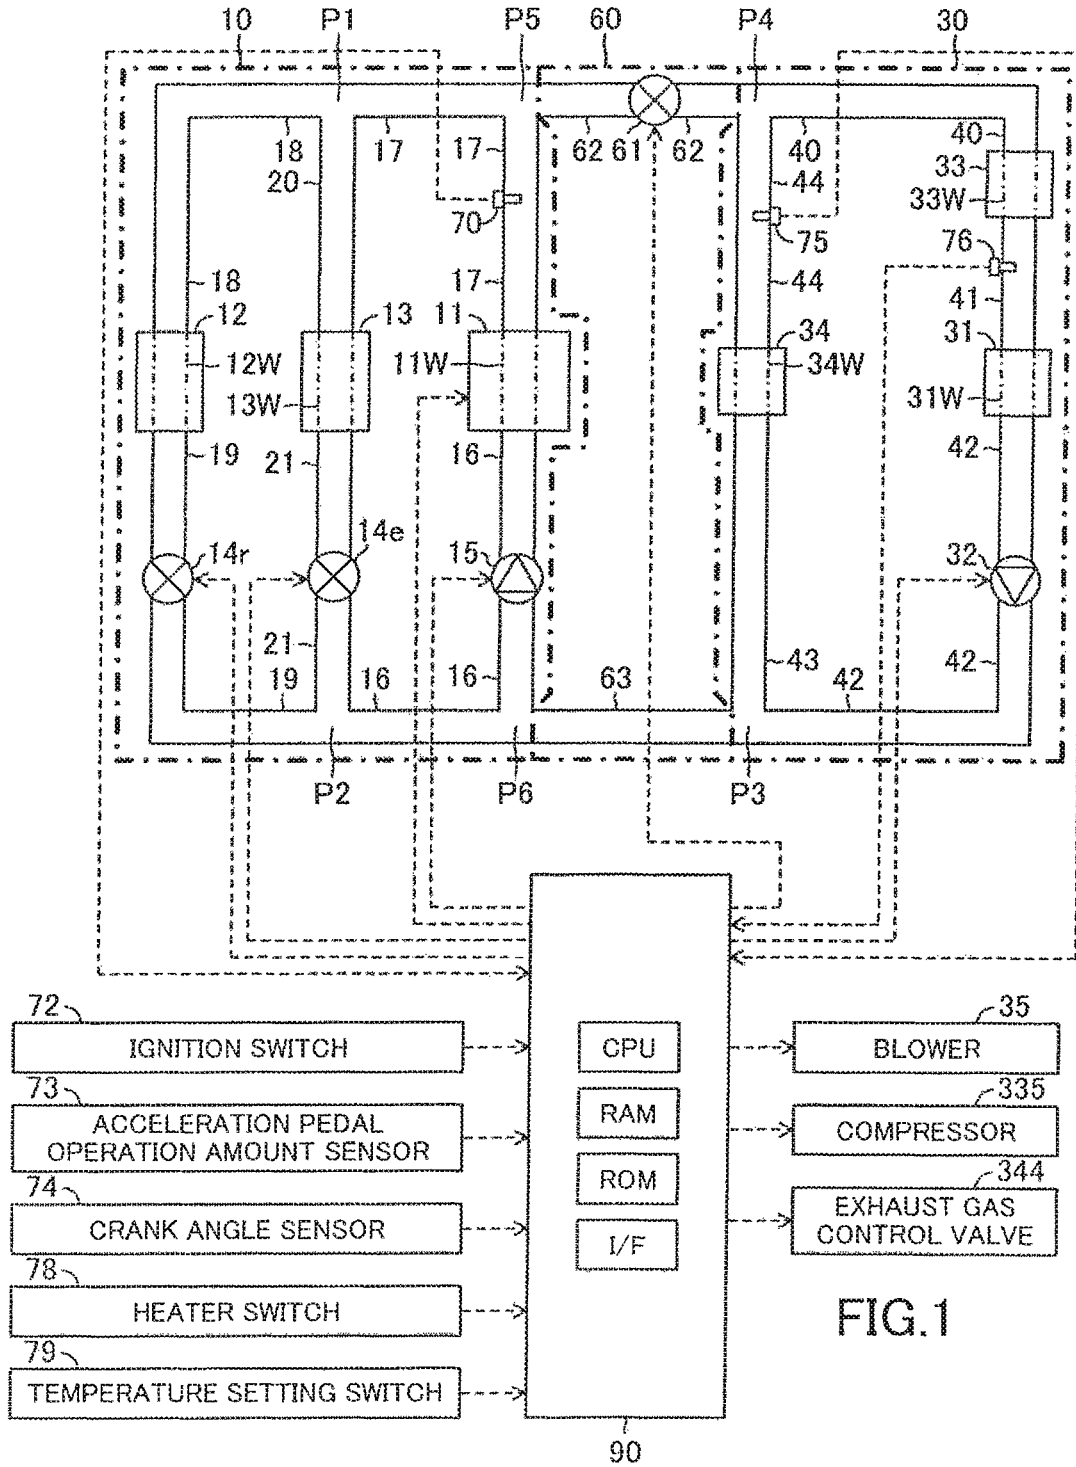 10 P1 P5 60 P4 30
18 17 17 62 61 62 40 40
20 44 33
33W
70 75 76
18 17 44 41
12 13 11 34 31
12W 11W 34W
13W 31W
19 21 16 42
14r 14e 15 32
21 16 43 42
19 16 63 42
P2 P6 P3
72
IGNITION SWITCH
73
ACCELERATION PEDAL
OPERATION AMOUNT SENSOR
74
CRANK ANGLE SENSOR
78
HEATER SWITCH
79
TEMPERATURE SETTING SWITCH
CPU
RAM
ROM
I/F
90
35
BLOWER
335
COMPRESSOR
344
EXHAUST GAS
CONTROL VALVE
FIG.1